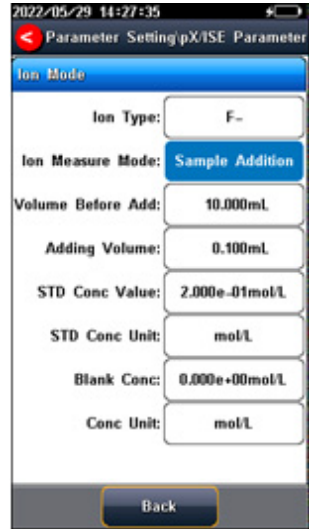 2022/05/29 14:27:35
Parameter Setting\pX/ISE Parameter
Ion Mode
Ion Type: F-
Ion Measure Mode: Sample Addition
Volume Before Add: 10.000mL
Adding Volume: 0.100mL
STD Conc Value: 2.000e-01mol/L
STD Conc Unit: mol/L
Blank Conc: 0.000e+00mol/L
Conc Unit: mol/L
Back